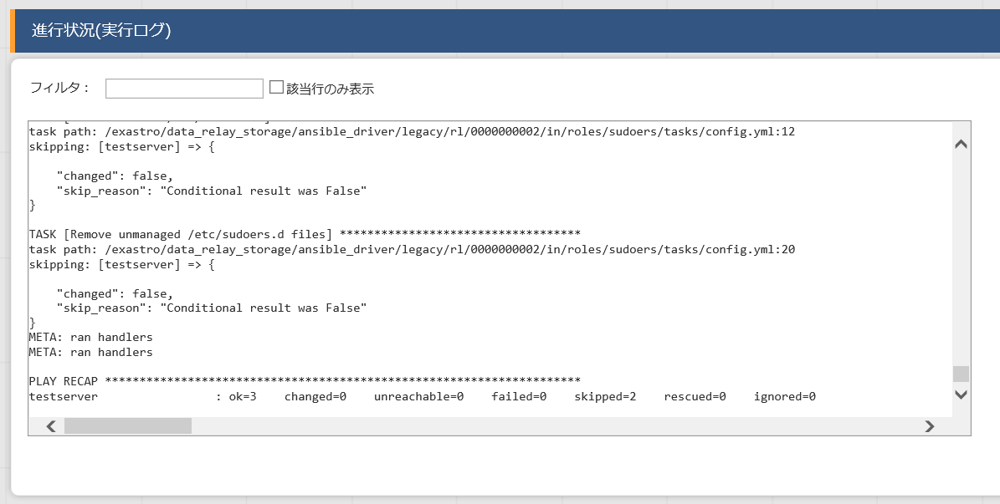 進行状況(実行ログ)
フィルタ： 該当行のみ表示
task path: /exastro/data_relay_storage/ansible_driver/legacy/rl/0000000002/in/roles/sudoers/tasks/config.yml:12
skipping: [testserver] => {
"changed": false,
"skip_reason": "Conditional result was False"
}
TASK [Remove unmanaged /etc/sudoers.d files] ***********************************
task path: /exastro/data_relay_storage/ansible_driver/legacy/rl/0000000002/in/roles/sudoers/tasks/config.yml:20
skipping: [testserver] => {
"changed": false,
"skip_reason": "Conditional result was False"
}
META: ran handlers
META: ran handlers
PLAY RECAP *********************************************************************
testserver : ok=3 changed=0 unreachable=0 failed=0 skipped=2 rescued=0 ignored=0